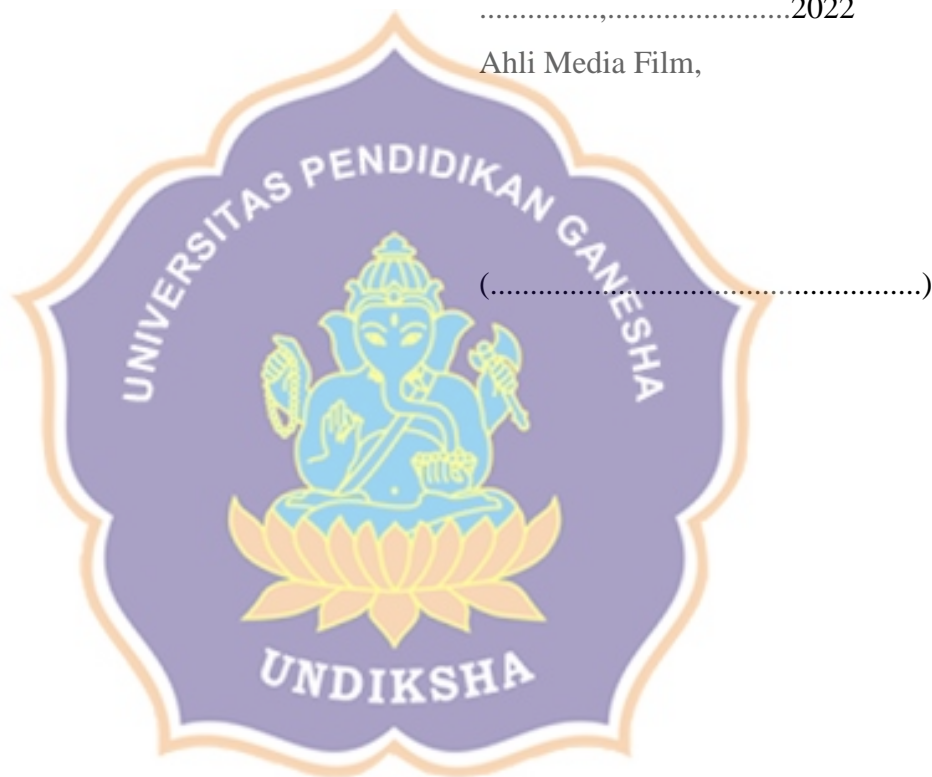 ..............,.......................2022
Ahli Media Film,
UNIVERSITAS PENDIDIKAN GANESHA
(......................................................)
UNDIKSHA